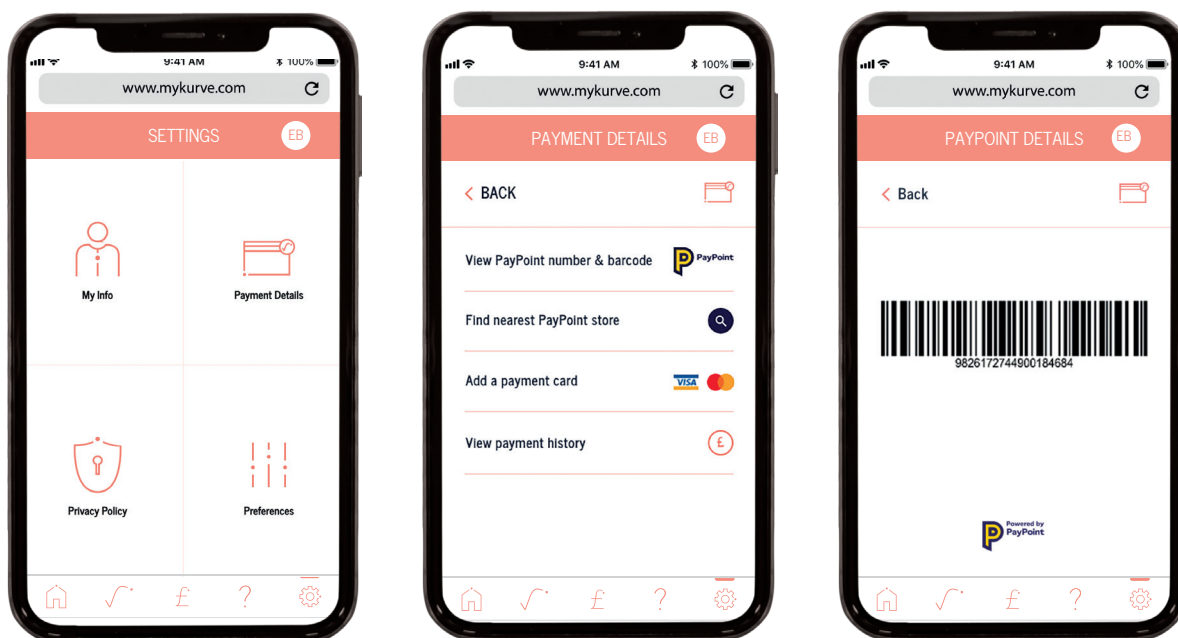 9:41 AM
100%
www.mykurve.com
SETTINGS
EB
My Info
Payment Details
Privacy Policy
Preferences
£
?
9:41 AM
100%
www.mykurve.com
PAYMENT DETAILS
EB
< BACK
View PayPoint number & barcode
PayPoint
Find nearest PayPoint store
Add a payment card
VISA
View payment history
£
£
?
9:41 AM
100%
www.mykurve.com
PAYPOINT DETAILS
EB
< Back
9826172744900184684
Powered by
PayPoint
£
?